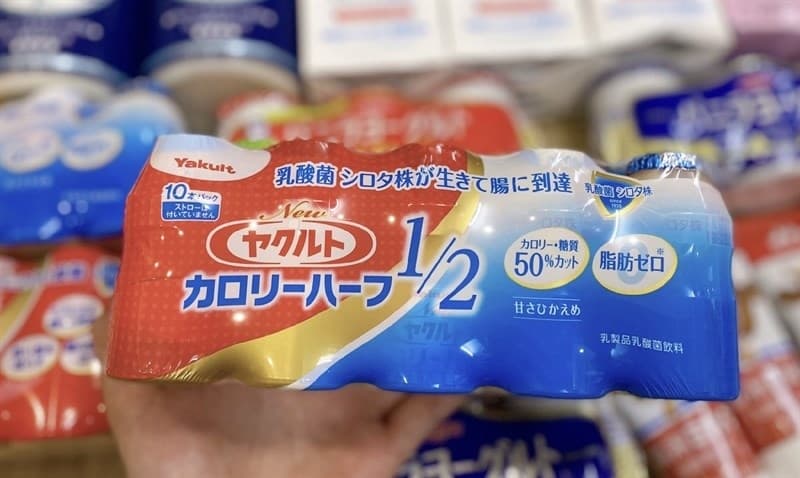 Yakult
10本パック
ストローは
付いていません
乳酸菌 シロタ株が生きて腸に到達
乳酸菌 シロタ株
since
1935
New
ヤクルト
カロリーハーフ 1/2
カロリー・糖質
50%カット
脂肪ゼロ※
甘さひかえめ
乳製品乳酸菌飲料